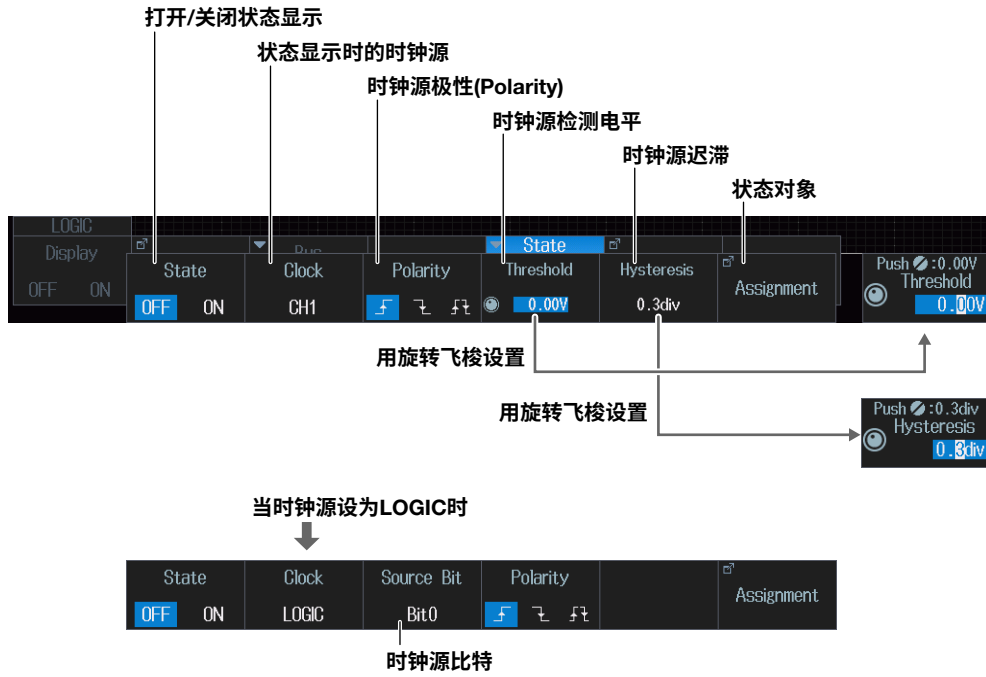 打开/关闭状态显示
状态显示时的时钟源
时钟源极性(Polarity)
时钟源检测电平
时钟源迟滞
状态对象
LOGIC
Display
OFF ON
Bus
State
State
OFF ON
Clock
CH1
Polarity
Threshold
0.00V
Hysteresis
0.3div
Assignment
Push :0.00V
Threshold
0.00V
用旋转飞梭设置
用旋转飞梭设置
Push :0.3div
Hysteresis
0.3div
当时钟源设为LOGIC时
State
OFF ON
Clock
LOGIC
Source Bit
Bit0
Polarity
Assignment
时钟源比特